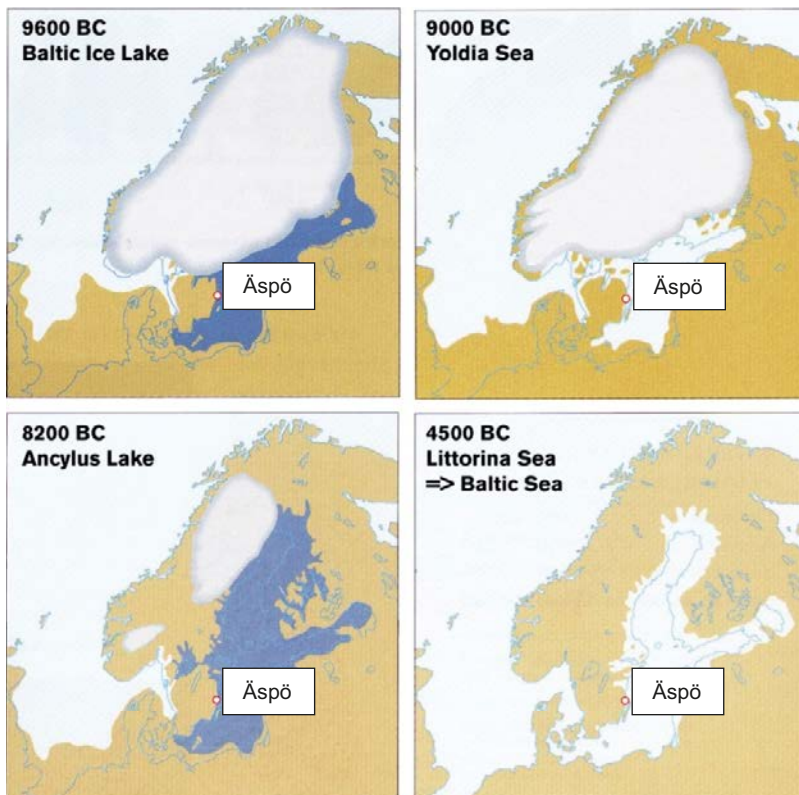 9600 BC
Baltic Ice Lake
Äspö
9000 BC
Yoldia Sea
Äspö
8200 BC
Ancylus Lake
Äspö
4500 BC
Littorina Sea
=> Baltic Sea
Äspö